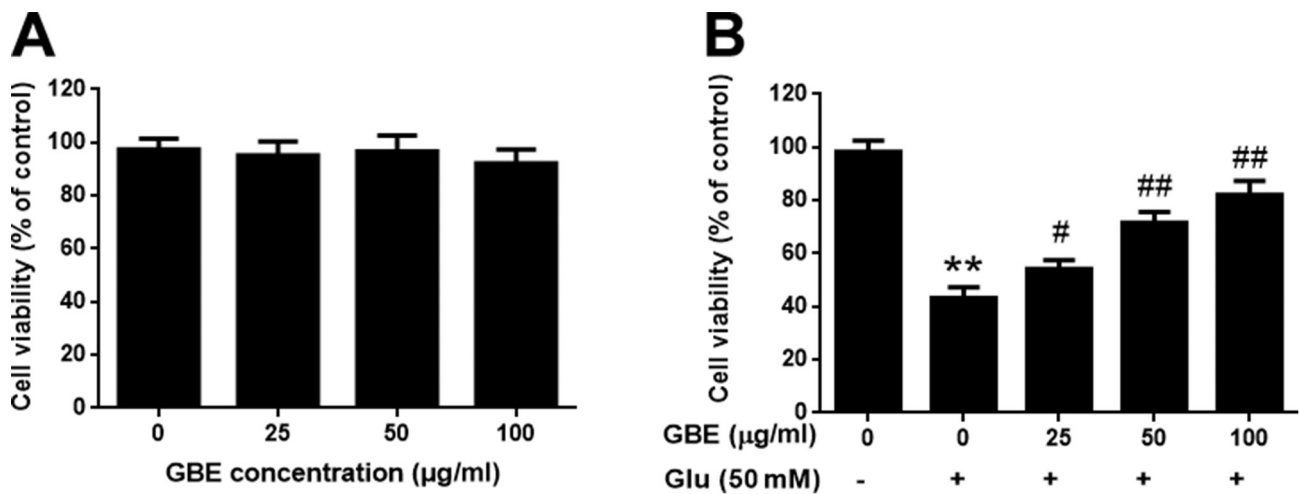 A
Cell viability (% of control)
120
100
80
60
40
20
0
0 25 50 100
GBE concentration (μg/ml)
B
Cell viability (% of control)
120
100
80
60
40
20
0
** # ## ##
GBE (μg/ml) 0 0 25 50 100
Glu (50 mM) - + + + +